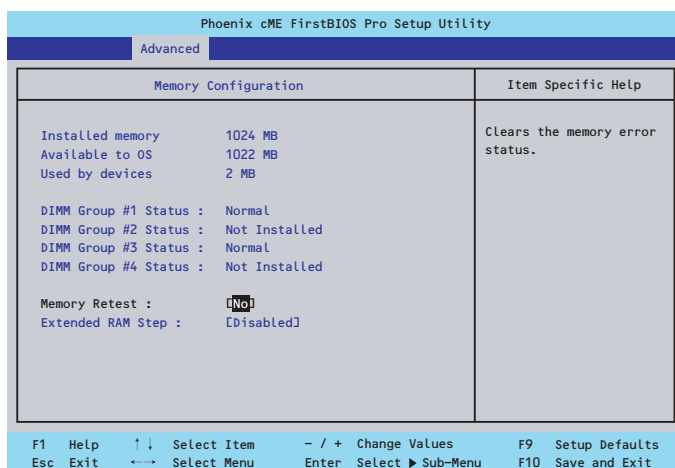 Phoenix cME FirstBIOS Pro Setup Utility
Advanced
Memory Configuration
Item Specific Help
Installed memory 1024 MB
Available to OS 1022 MB
Used by devices 2 MB
DIMM Group #1 Status : Normal
DIMM Group #2 Status : Not Installed
DIMM Group #3 Status : Normal
DIMM Group #4 Status : Not Installed
Memory Retest : [No]
Extended RAM Step : [Disabled]
Clears the memory error
status.
F1 Help ↑↓ Select Item - / + Change Values F9 Setup Defaults
Esc Exit ←→ Select Menu Enter Select ▶ Sub-Menu F10 Save and Exit